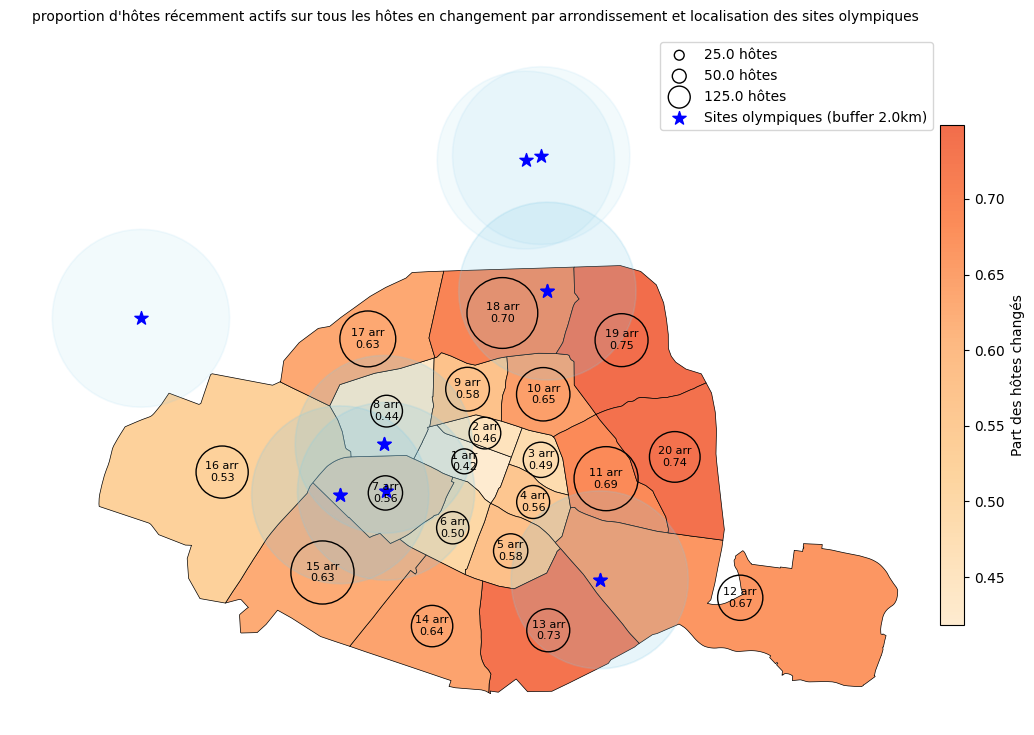 proportion d'hôtes récemment actifs sur tous les hôtes en changement par arrondissement et localisation des sites olympiques
25.0 hôtes
50.0 hôtes
125.0 hôtes
Sites olympiques (buffer 2.0km)
0.70
0.65
0.60
0.55
0.50
0.45
Part des hôtes changés
18 arr
0.70
17 arr
0.63
19 arr
0.75
9 arr
0.58
10 arr
0.65
8 arr
0.44
2 arr
0.46
1 arr
0.42
3 arr
0.49
20 arr
0.74
16 arr
0.53
11 arr
0.69
7 arr
0.56
4 arr
0.56
6 arr
0.50
5 arr
0.58
15 arr
0.63
12 arr
0.67
14 arr
0.64
13 arr
0.73